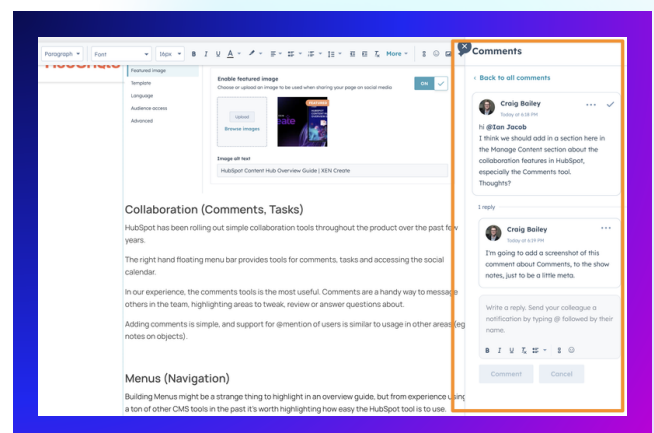 Paragraph
Font
16px
B I U A
More
Featured image
Template
Language
Audience access
Advanced
Enable featured image
Choose or upload an image to be used when sharing your page on social media
ON
Upload
Browse images
FEATURED
Image alt text
HubSpot Content Hub Overview Guide | XEN Create
Collaboration (Comments, Tasks)
HubSpot has been rolling out simple collaboration tools throughout the product over the past few
years.
The right hand floating menu bar provides tools for comments, tasks and accessing the social
calendar.
In our experience, the comments tools is the most useful. Comments are a handy way to message
others in the team, highlighting areas to tweak, review or answer questions about.
Adding comments is simple, and support for @mention of users is similar to usage in other areas (eg
notes on objects).
Menus (Navigation)
Building Menus might be a strange thing to highlight in an overview guide, but from experience using
a ton of other CMS tools in the past it's worth highlighting how easy the HubSpot tool is to use.
Comments
Back to all comments
Craig Bailey
Today at 6:18 PM
hi @Ian Jacob
I think we should add in a section here in
the Manage Content section about the
collaboration features in HubSpot,
especially the Comments tool.
Thoughts?
1 reply
Craig Bailey
Today at 6:19 PM
I'm going to add a screenshot of this
comment about Comments, to the show
notes, just to be a little meta.
Write a reply. Send your colleague a
notification by typing @ followed by their
name.
B I U
Comment
Cancel